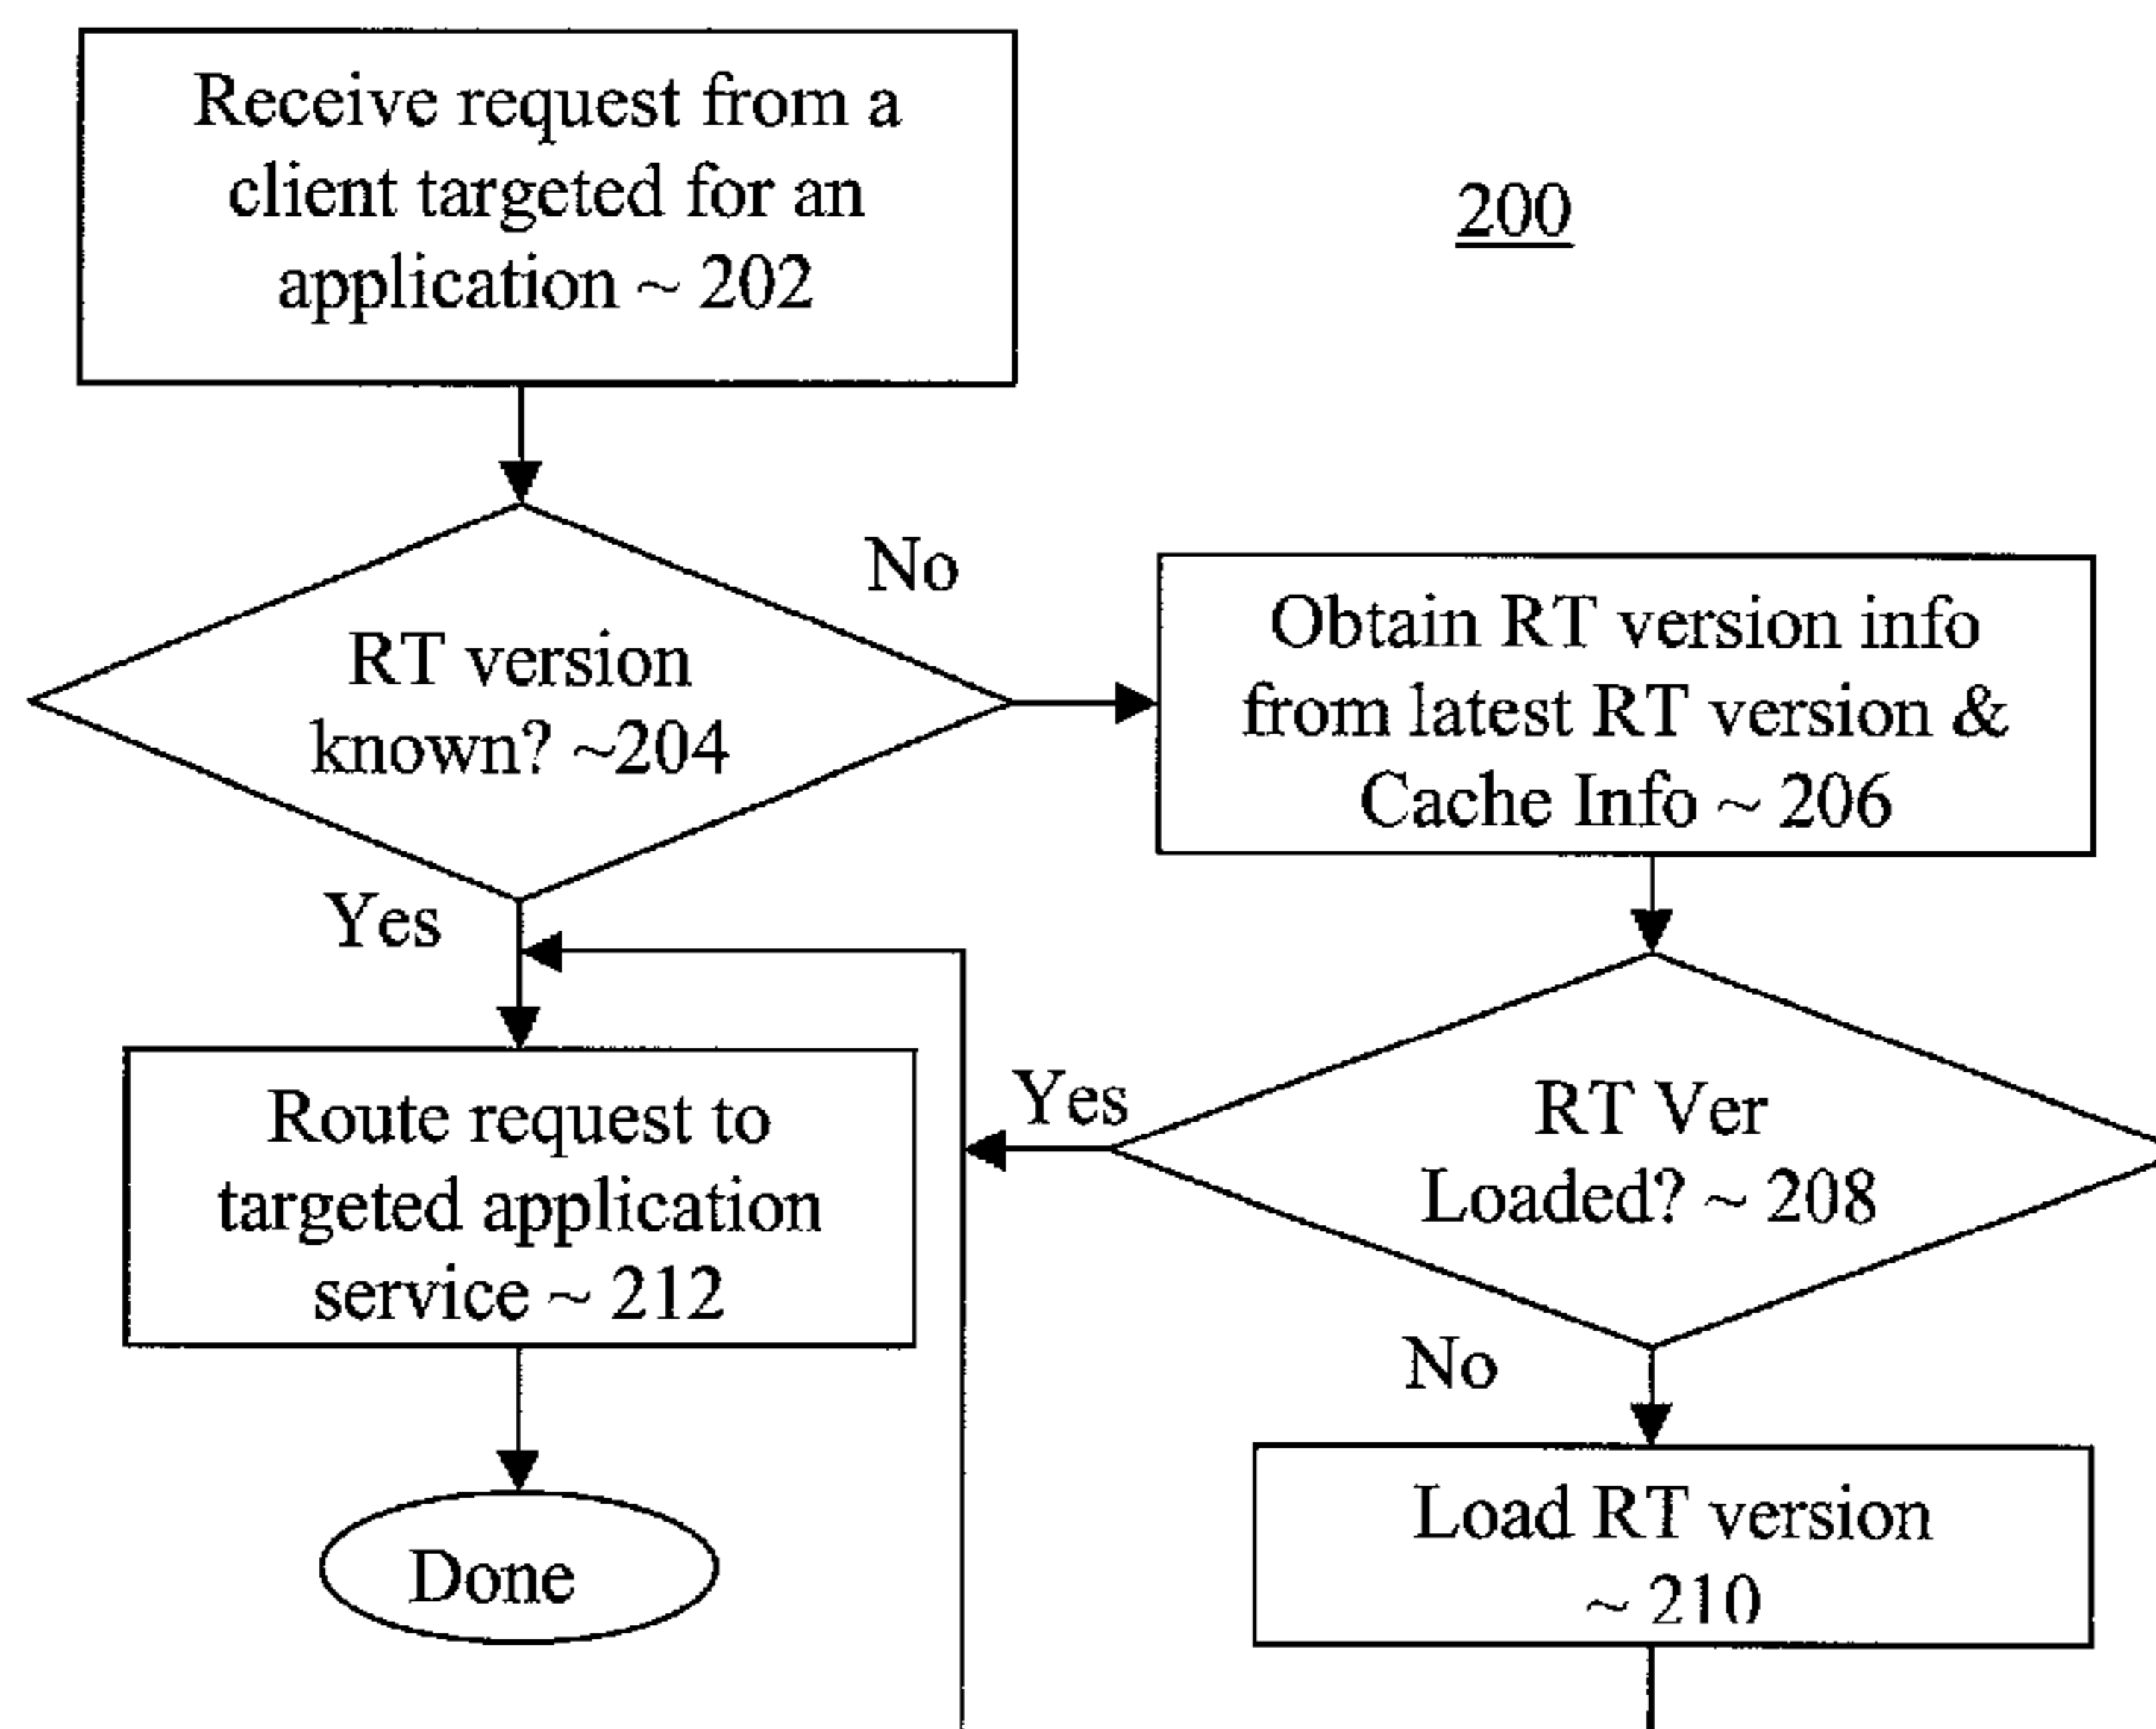 Receive request from a
client targeted for an
application ~ 202
200
RT version
known? ~204
No
Yes
Obtain RT version info
from latest RT version &
Cache Info ~ 206
RT Ver
Loaded? ~ 208
Yes
No
Load RT version
~ 210
Route request to
targeted application
service ~ 212
Done